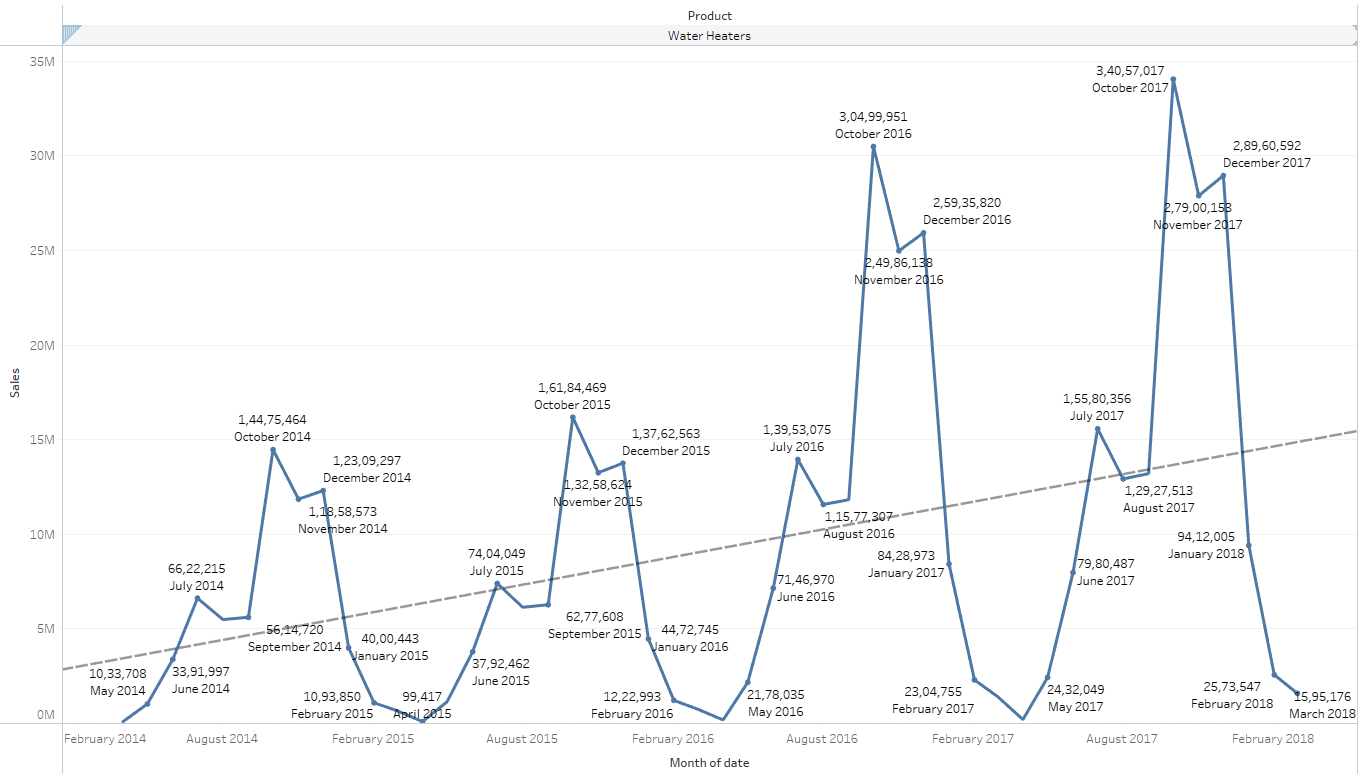 Product
Water Heaters
35M
30M
25M
20M
15M
10M
5M
0M
Sales
10,33,708
May 2014
33,91,997
June 2014
66,22,215
July 2014
56,14,720
September 2014
1,44,75,464
October 2014
1,18,58,573
November 2014
1,23,09,297
December 2014
40,00,443
January 2015
10,93,850
February 2015
99,417
April 2015
37,92,462
June 2015
74,04,049
July 2015
62,77,608
September 2015
1,61,84,469
October 2015
1,32,58,624
November 2015
1,37,62,563
December 2015
44,72,745
January 2016
12,22,993
February 2016
21,78,035
May 2016
71,46,970
June 2016
1,39,53,075
July 2016
1,15,77,307
August 2016
3,04,99,951
October 2016
2,49,86,138
November 2016
2,59,35,820
December 2016
84,28,973
January 2017
23,04,755
February 2017
24,32,049
May 2017
79,80,487
June 2017
1,55,80,356
July 2017
1,29,27,513
August 2017
3,40,57,017
October 2017
2,79,00,153
November 2017
2,89,60,592
December 2017
94,12,005
January 2018
25,73,547
February 2018
15,95,176
March 2018
February 2014
August 2014
February 2015
August 2015
February 2016
August 2016
February 2017
August 2017
February 2018
Month of date